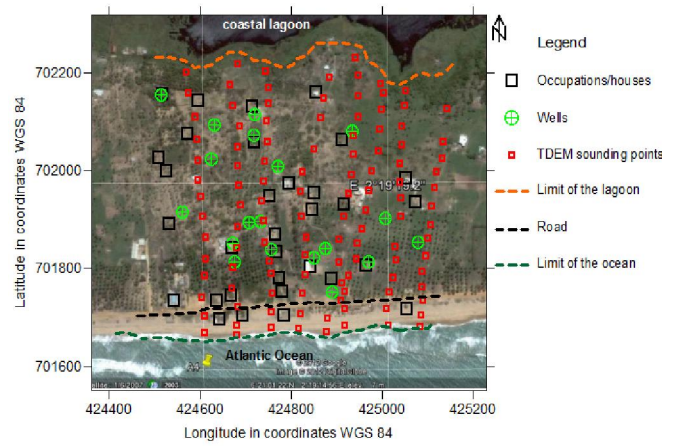 coastal lagoon
N
Legend
Occupations/houses
Wells
TDEM sounding points
Limit of the lagoon
Road
Limit of the ocean
Latitude in coordinates WGS 84
702200
702000
701800
701600
E 2°19'
Atlantic Ocean
424400 424600 424800 425000 425200
Longitude in coordinates WGS 84